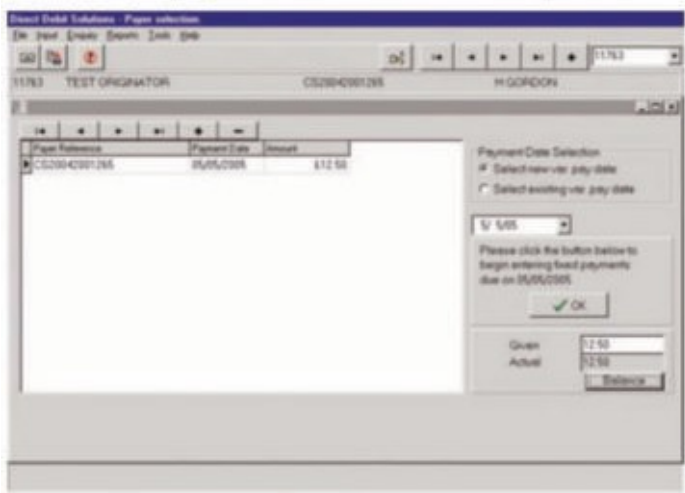 Direct Debit Solutions - Payer selection
File Input Enquiry Reports Tools Help
11763
11763 TEST ORIGINATOR CS20042001265 H GORDON
Payer Reference Payment Date Amount
CS20042001265 05/05/2005 £12.50
Payment Date Selection
Select new var. pay date
Select existing var. pay date
5/ 5/05
Please click the button below to
begin entering fixed payments
due on 05/05/2005
OK
Given 12.50
Actual 12.50
Balance